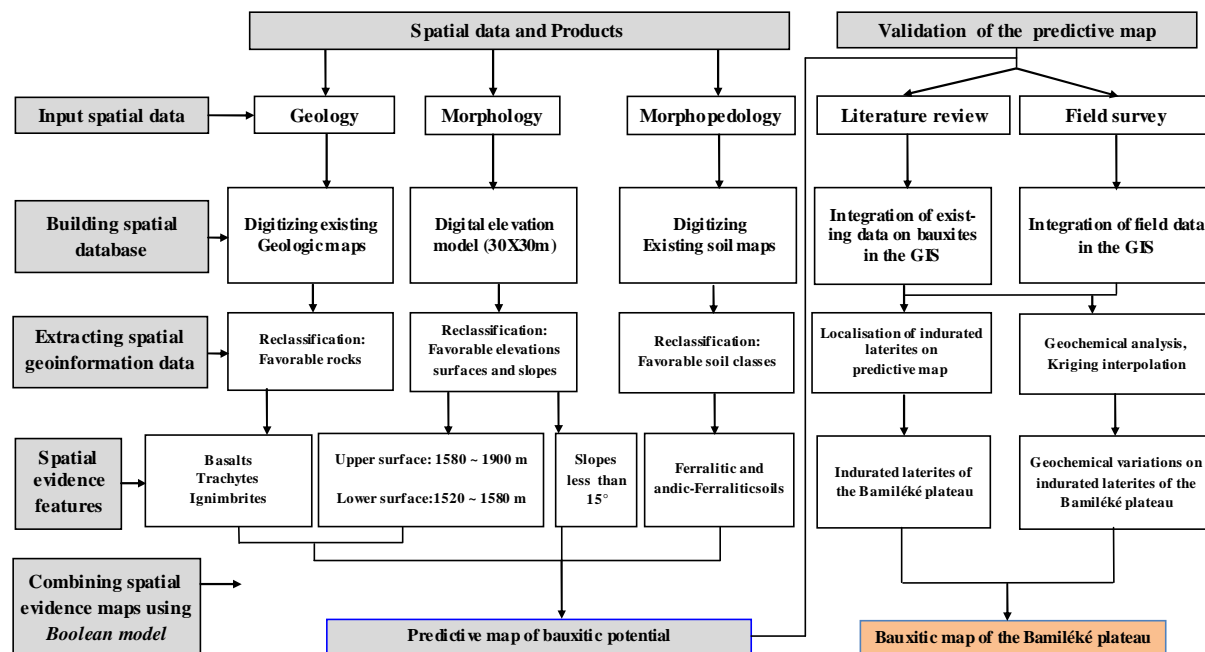 Spatial data and Products
Validation of the predictive map
Input spatial data
Geology
Morphology
Morphopedology
Literature review
Field survey
Building spatial
database
Digitizing existing
Geologic maps
Digital elevation
model (30X30m)
Digitizing
Existing soil maps
Integration of exist-
ing data on bauxites
in the GIS
Integration of field data
in the GIS
Extracting spatial
geoinformation data
Reclassification:
Favorable rocks
Reclassification:
Favorable elevations
surfaces and slopes
Reclassification:
Favorable soil classes
Localisation of indurated
laterites on
predictive map
Geochemical analysis,
Kriging interpolation
Spatial
evidence
features
Basalts
Trachytes
Ignimbrites
Upper surface: 1580 ~ 1900 m
Lower surface:1520 ~ 1580 m
Slopes
less than
15°
Ferralitic and
andic-Ferraliticsoils
Indurated laterites of
the Bamiléké plateau
Geochemical variations on
indurated laterites of the
Bamiléké plateau
Combining spatial
evidence maps using
Boolean model
Predictive map of bauxitic potential
Bauxitic map of the Bamiléké plateau